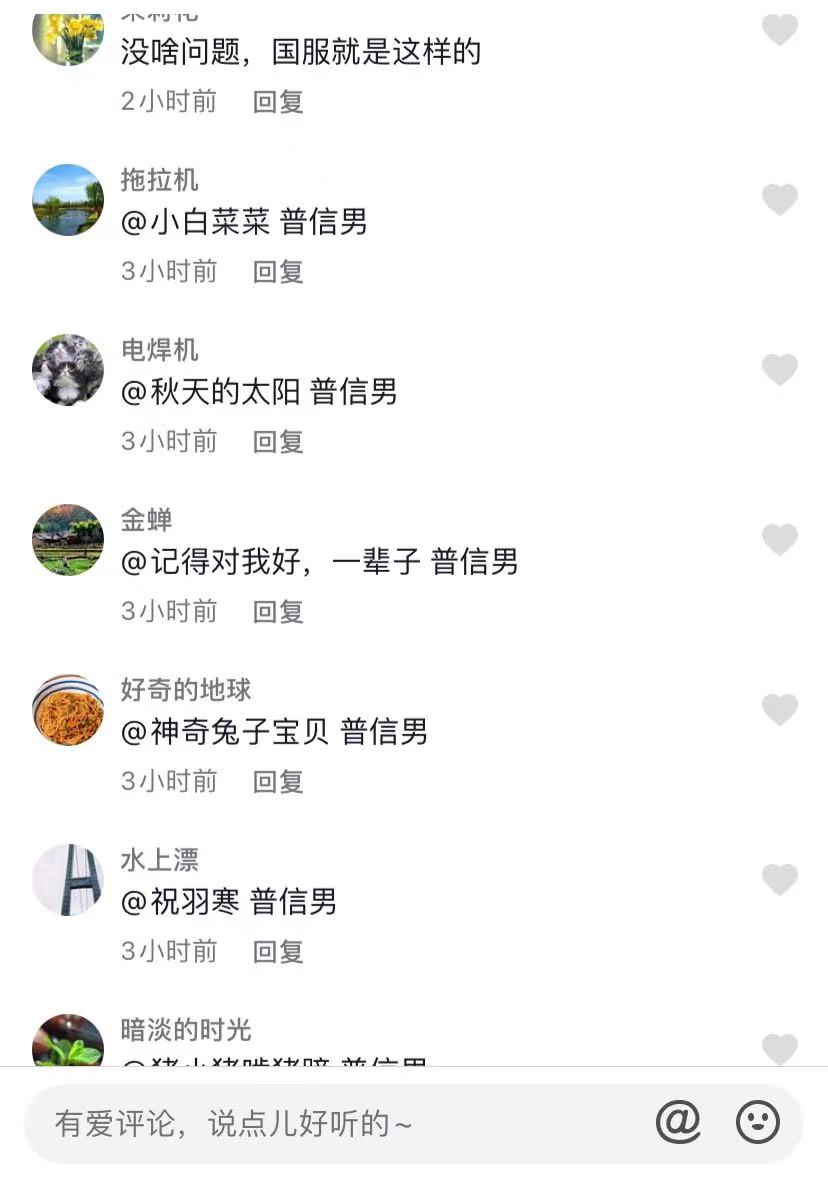 没啥问题，国服就是这样的
2小时前 回复
拖拉机
@小白菜菜 普信男
3小时前 回复
电焊机
@秋天的太阳 普信男
3小时前 回复
金蝉
@记得对我好，一辈子 普信男
3小时前 回复
好奇的地球
@神奇兔子宝贝 普信男
3小时前 回复
水上漂
@祝羽寒 普信男
3小时前 回复
暗淡的时光
有爱评论，说点儿好听的~
@